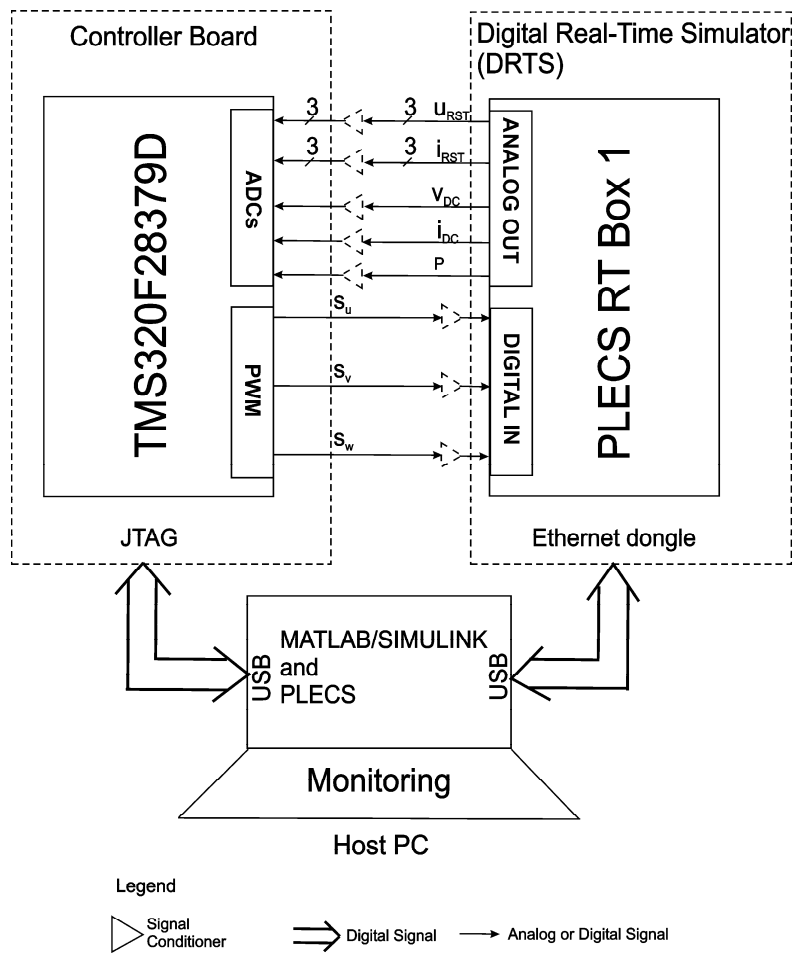 Controller Board
Digital Real-Time Simulator
(DRTS)
TMS320F28379D
ADCs
PWM
3 3 uRST
3 3 iRST
vDC
iDC
P
Su
Sv
Sw
ANALOG OUT
DIGITAL IN
PLECS RT Box 1
JTAG
Ethernet dongle
USB
MATLAB/SIMULINK
and
PLECS
USB
Monitoring
Host PC
Legend
Signal
Conditioner
Digital Signal
Analog or Digital Signal